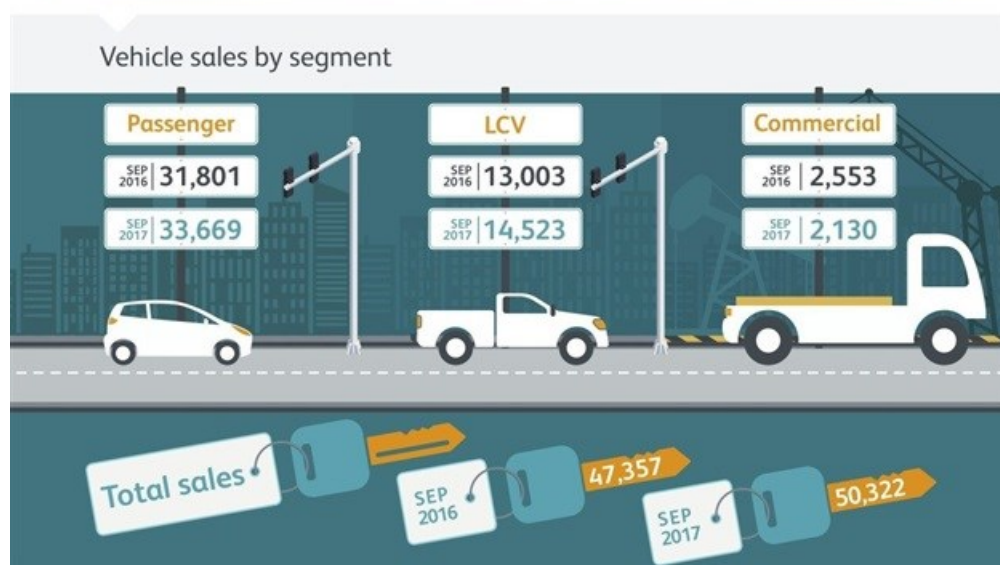 Vehicle sales by segment
Passenger
SEP 2016 31,801
SEP 2017 33,669
LCV
SEP 2016 13,003
SEP 2017 14,523
Commercial
SEP 2016 2,553
SEP 2017 2,130
Total sales
SEP
2016
47,357
SEP
2017
50,322